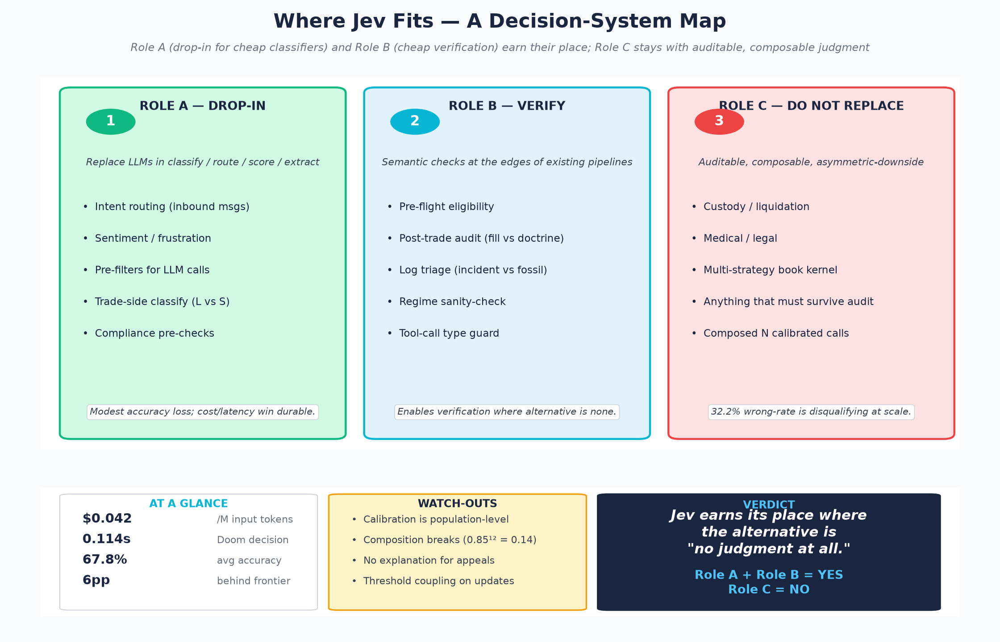 Where Jev Fits — A Decision-System Map
Role A (drop-in for cheap classifiers) and Role B (cheap verification) earn their place; Role C stays with auditable, composable judgment
ROLE A — DROP-IN
1
Replace LLMs in classify / route / score / extract
• Intent routing (inbound msgs)
• Sentiment / frustration
• Pre-filters for LLM calls
• Trade-side classify (L vs S)
• Compliance pre-checks
Modest accuracy loss; cost/latency win durable.
ROLE B — VERIFY
2
Semantic checks at the edges of existing pipelines
• Pre-flight eligibility
• Post-trade audit (fill vs doctrine)
• Log triage (incident vs fossil)
• Regime sanity-check
• Tool-call type guard
Enables verification where alternative is none.
ROLE C — DO NOT REPLACE
3
Auditable, composable, asymmetric-downside
• Custody / liquidation
• Medical / legal
• Multi-strategy book kernel
• Anything that must survive audit
• Composed N calibrated calls
32.2% wrong-rate is disqualifying at scale.
AT A GLANCE
$0.042 /M input tokens
0.114s Doom decision
67.8% avg accuracy
6pp behind frontier
WATCH-OUTS
• Calibration is population-level
• Composition breaks (0.85¹² = 0.14)
• No explanation for appeals
• Threshold coupling on updates
VERDICT
Jev earns its place where
the alternative is
"no judgment at all."
Role A + Role B = YES
Role C = NO